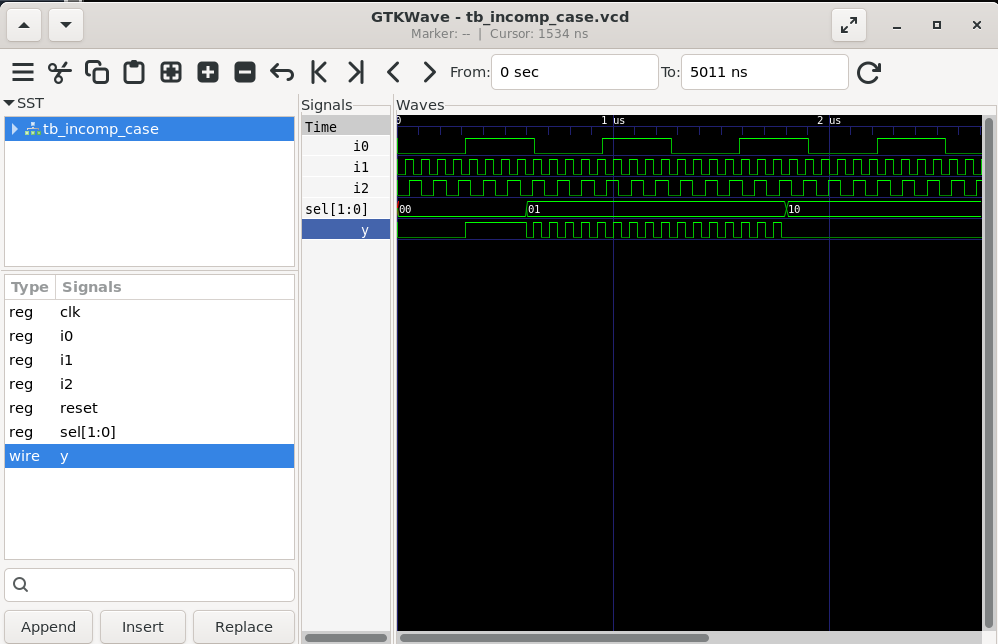 GTKWave - tb_incomp_case.vcd
Marker: -- | Cursor: 1534 ns
From: 0 sec To: 5011 ns
SST
tb_incomp_case
Type Signals
reg clk
reg i0
reg i1
reg i2
reg reset
reg sel[1:0]
wire y
Append Insert Replace
Signals
Time
i0
i1
i2
sel[1:0]
y
Waves
0 1 us 2 us
00 01 10